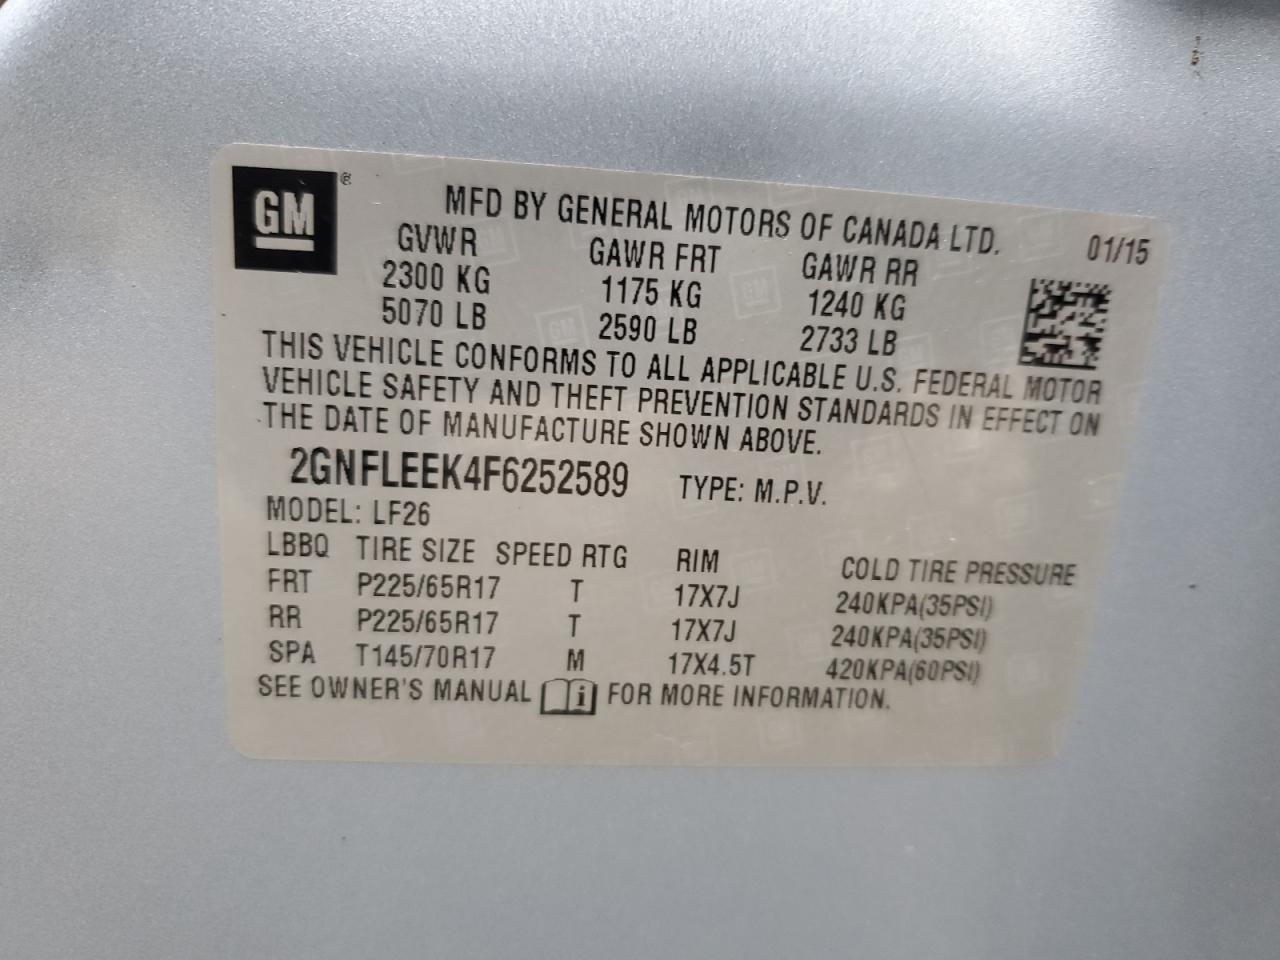 GM ®
MFD BY GENERAL MOTORS OF CANADA LTD.
01/15
GVWR GAWR FRT GAWR RR
2300 KG 1175 KG 1240 KG
5070 LB 2590 LB 2733 LB
THIS VEHICLE CONFORMS TO ALL APPLICABLE U.S. FEDERAL MOTOR
VEHICLE SAFETY AND THEFT PREVENTION STANDARDS IN EFFECT ON
THE DATE OF MANUFACTURE SHOWN ABOVE.
2GNFLEEK4F6252589 TYPE: M.P.V.
MODEL: LF26
LBBQ TIRE SIZE SPEED RTG RIM COLD TIRE PRESSURE
FRT P225/65R17 T 17X7J 240KPA(35PSI)
RR P225/65R17 T 17X7J 240KPA(35PSI)
SPA T145/70R17 M 17X4.5T 420KPA(60PSI)
SEE OWNER'S MANUAL i FOR MORE INFORMATION.